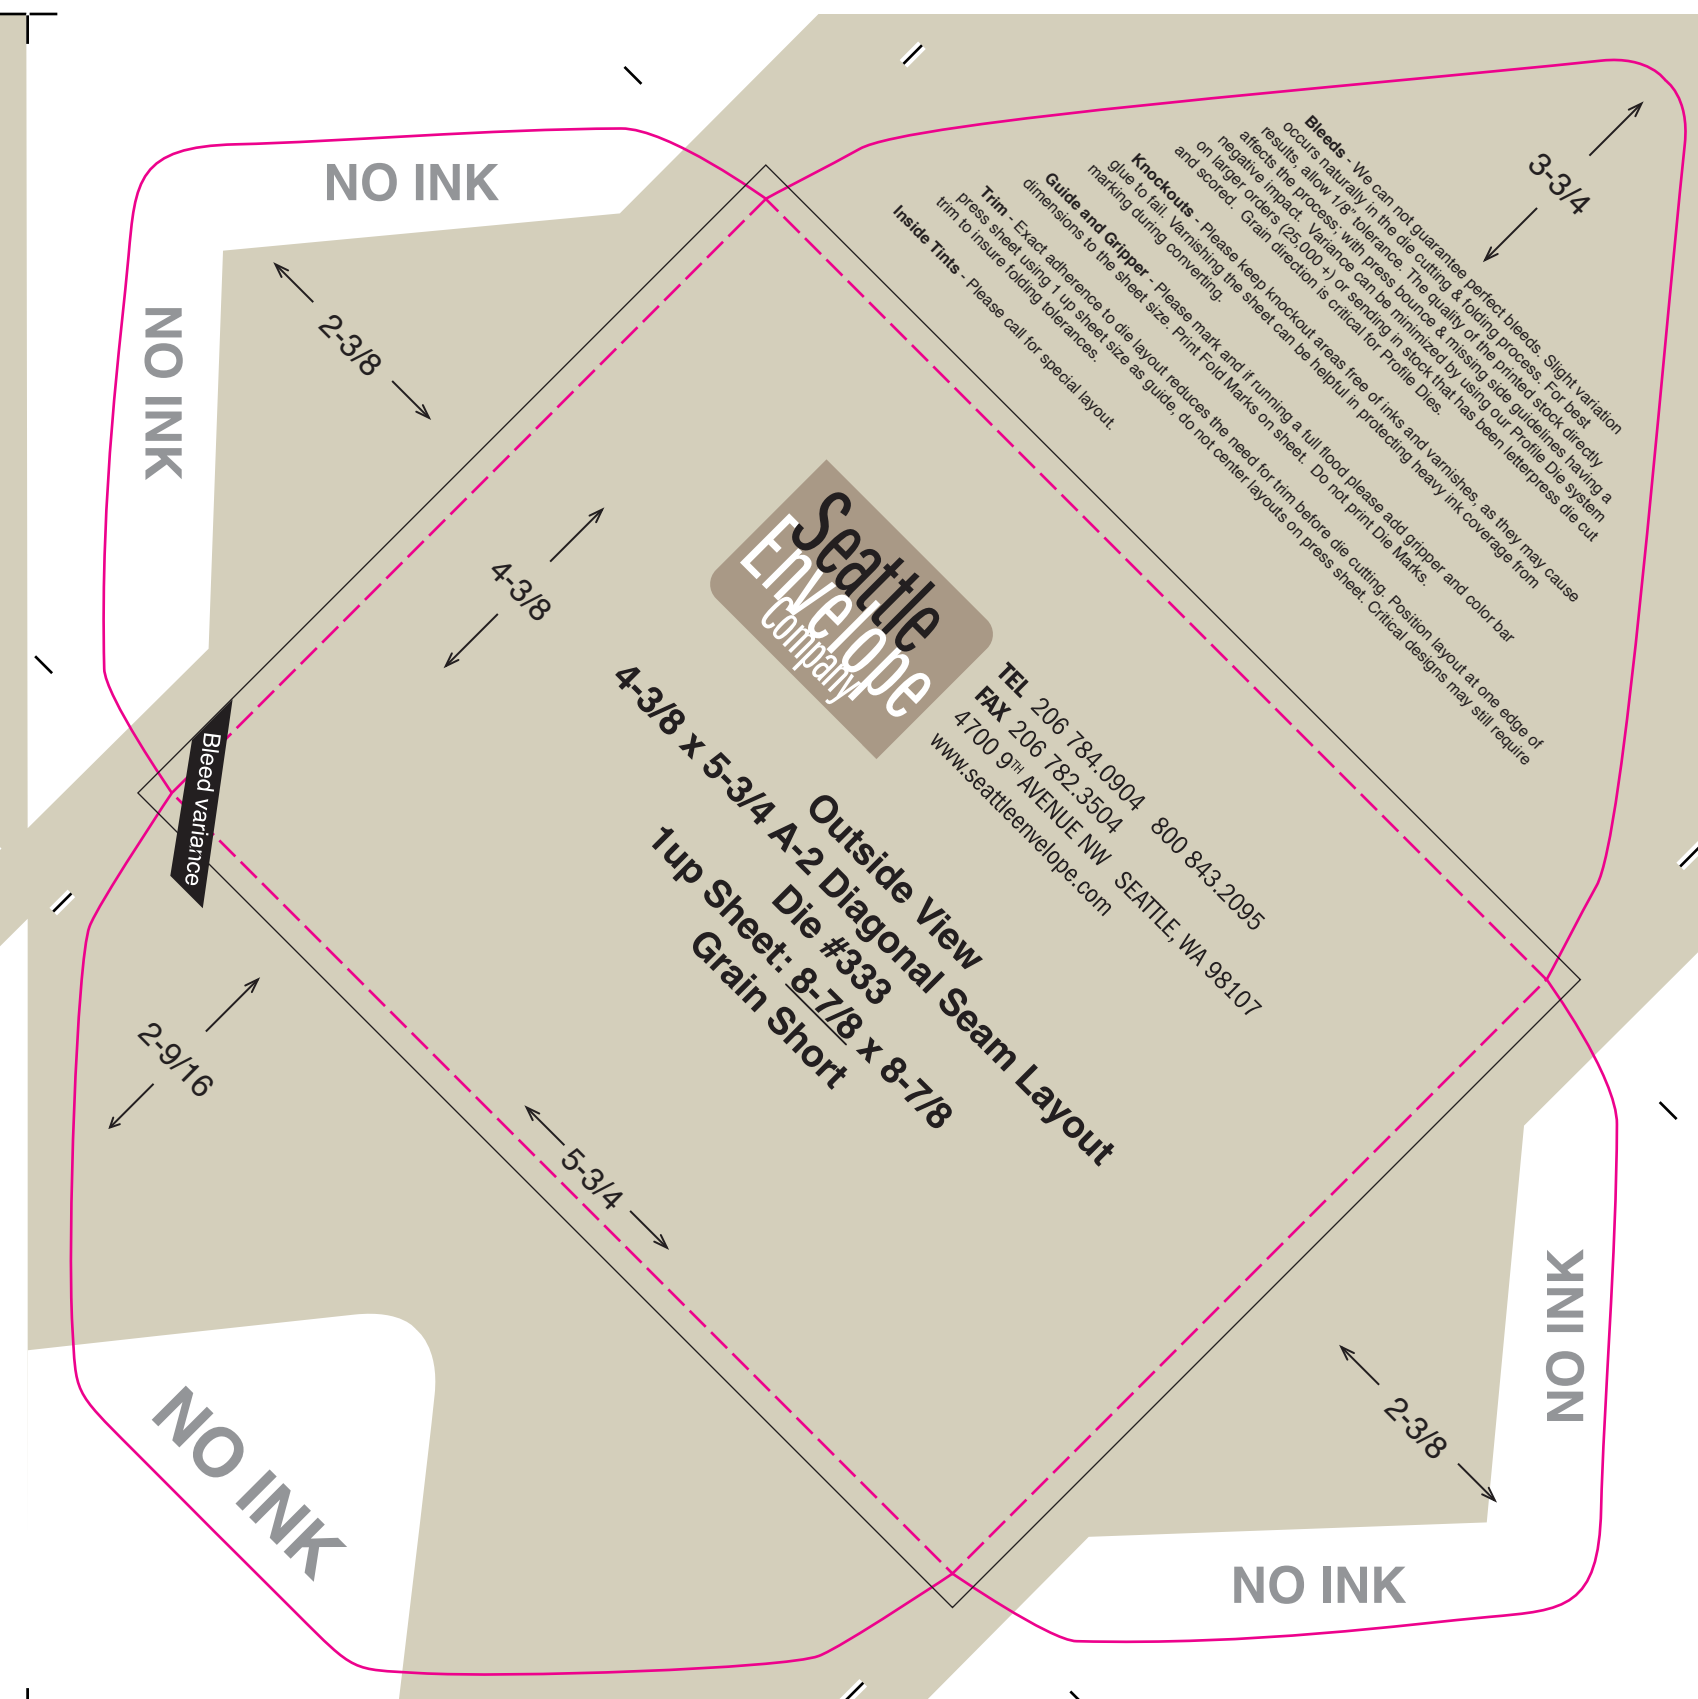 NO INK
NO INK
2-3/8
3-3/4
Bleeds - We can not guarantee perfect bleeds. Slight variation
occurs naturally in the die cutting & folding process. For best
results, allow 1/8" tolerance. The quality of the printed stock directly
affects the process; with press bounce & missing side guidelines having a
negative impact. Variance can be minimized by using our Profile Die system
on larger orders (25,000 +) or sending in stock that has been letterpress die cut
and scored. Grain direction is critical for Profile Dies.
Knockouts - Please keep knockout areas free of inks and varnishes, as they may cause
glue to fail. Varnishing the sheet can be helpful in protecting heavy ink coverage from
marking during converting.
Guide and Gripper - Please mark and if running a full flood please add gripper and color bar
dimensions to the sheet size. Print Fold Marks on sheet. Do not print Die Marks.
Trim - Exact adherence to die layout reduces the need for trim before die cutting. Position layout at one edge of
press sheet using 1 up sheet size as guide, do not center layouts on press sheet. Critical designs may still require
trim to insure folding tolerances.
Inside Tints - Please call for special layout.
4-3/8
Seattle
Envelope
Company
TEL 206 784.0904 800 843.2095
FAX 206 782.3504
4700 9TH AVENUE NW SEATTLE, WA 98107
www.seattleenvelope.com
Outside View
4-3/8 x 5-3/4 A-2 Diagonal Seam Layout
Die #333
1up Sheet: 8-7/8 x 8-7/8
Grain Short
Bleed variance
2-9/16
5-3/4
NO INK
2-3/8
NO INK
NO INK